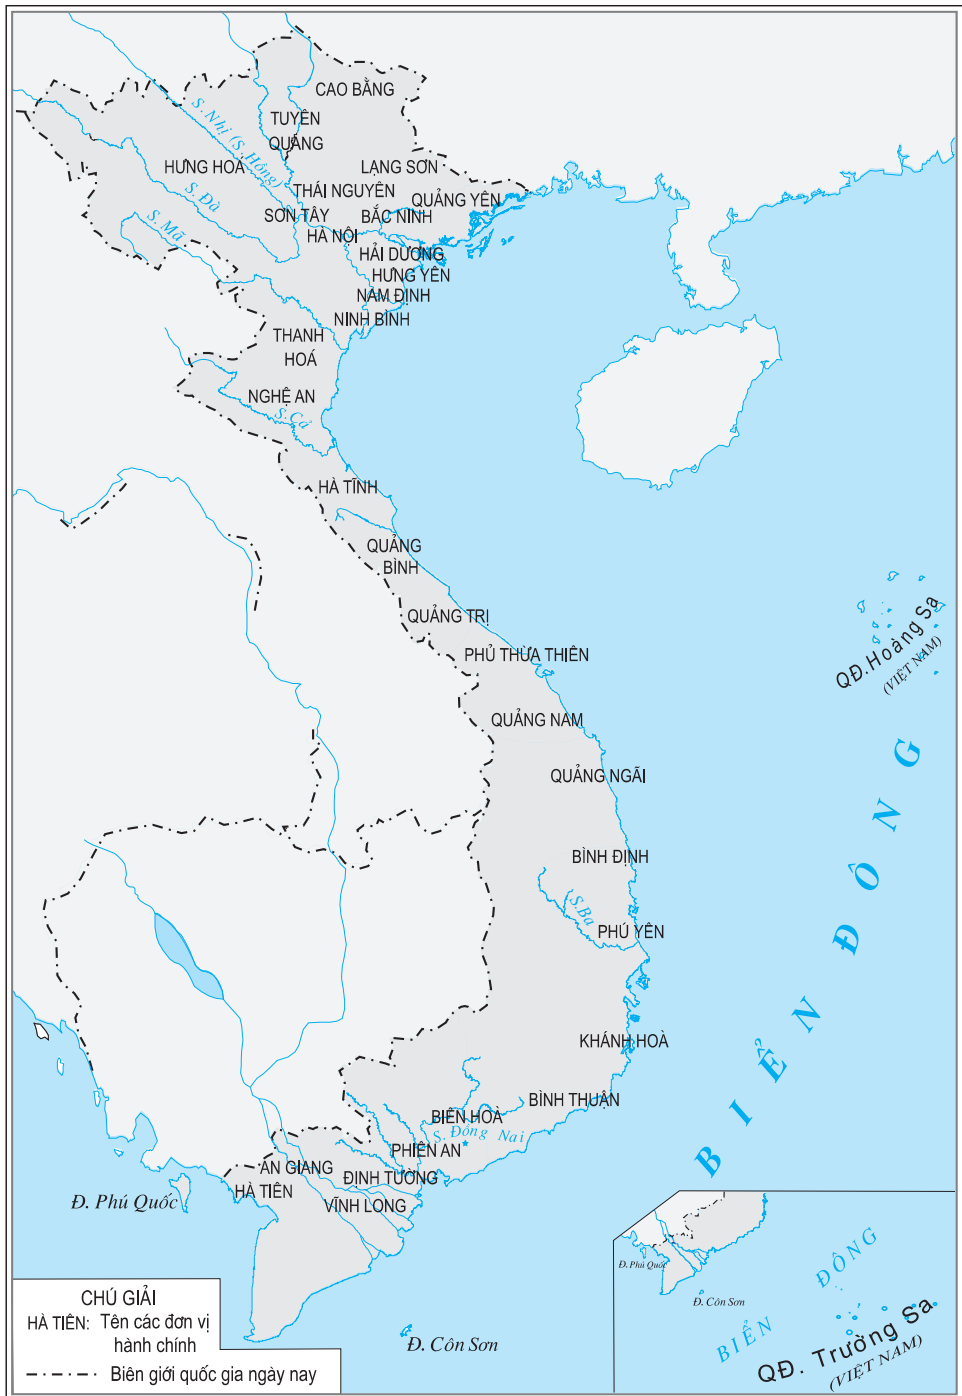 CAO BẰNG
TUYÊN
QUANG
S. Nhị (S. Hồng)
HƯNG HOÁ
LẠNG SƠN
S. Đà
THÁI NGUYÊN
QUẢNG YÊN
SƠN TÂY
BẮC NINH
S. Mã
HÀ NỘI
HẢI DƯƠNG
HƯNG YÊN
NAM ĐỊNH
NINH BÌNH
THANH
HOÁ
NGHỆ AN
S. Cả
HÀ TĨNH
QUẢNG
BÌNH
QUẢNG TRỊ
PHỦ THỪA THIÊN
QUẢNG NAM
QUẢNG NGÃI
QĐ. Hoàng Sa
(VIỆT NAM)
BÌNH ĐỊNH
S. Ba
PHÚ YÊN
KHÁNH HOÀ
BÌNH THUẬN
BIÊN HOÀ
S. Đồng Nai
PHIÊN AN
AN GIANG
ĐỊNH TƯỜNG
HÀ TIÊN
VĨNH LONG
Đ. Phú Quốc
Đ. Côn Sơn
BIỂN ĐÔNG
Đ. Phú Quốc
Đ. Côn Sơn
BIỂN ĐÔNG
QĐ. Trường Sa
(VIỆT NAM)
CHÚ GIẢI
HÀ TIÊN: Tên các đơn vị
hành chính
Biên giới quốc gia ngày nay